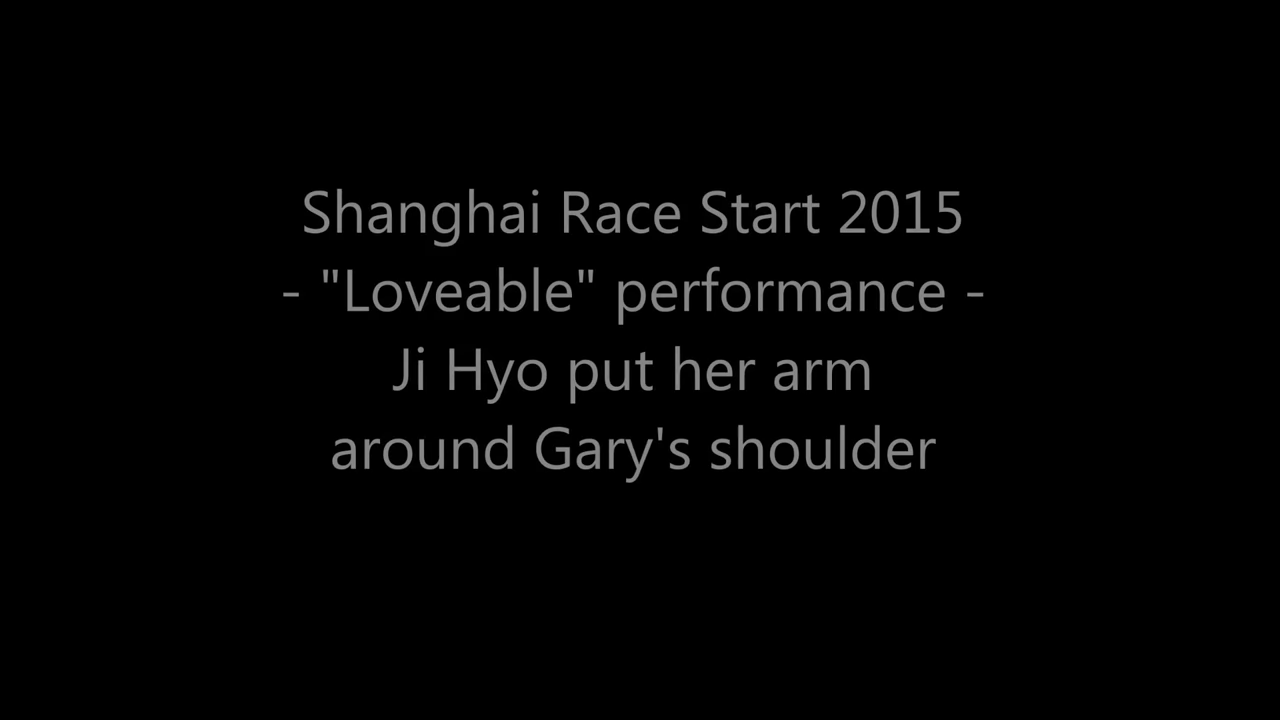 Shanghai Race Start 2015
- "Loveable" performance -
Ji Hyo put her arm
around Gary's shoulder